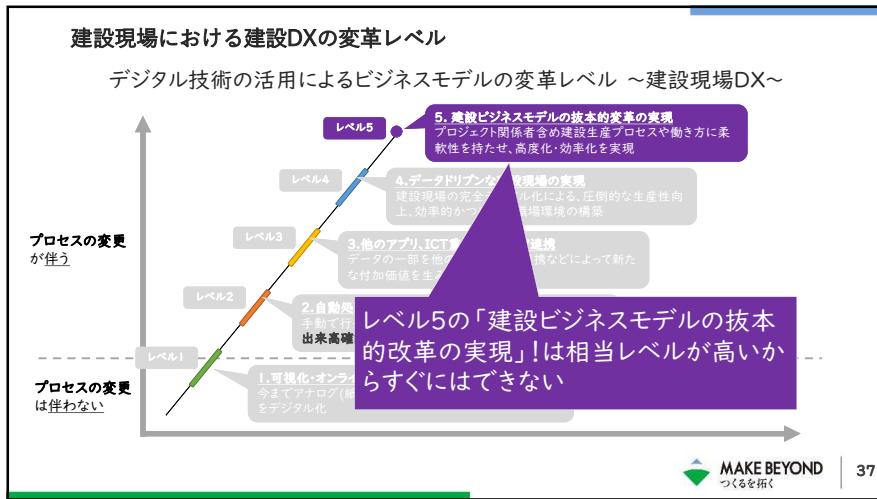 建設現場における建設DXの変革レベル
デジタル技術の活用によるビジネスモデルの変革レベル ～建設現場DX～
レベル5
5. 建設ビジネスモデルの抜本的変革の実現
プロジェクト関係者含め建設生産プロセスや働き方に柔
軟性を持たせ、高度化・効率化を実現
レベル4
4.データドリブンな
現場の実現
建設現場の完全デ
ル化による、圧倒的な生産性向
上、効率的かつ
職場環境の構築
プロセスの変更
が伴う
レベル3
3.他のアプリ、ICT
連携
データの一部を他の
携などによって新た
な付加価値を生
レベル2
2.自動処
手動で行
出来高確
レベル5の「建設ビジネスモデルの抜本
的改革の実現」!は相当レベルが高いか
らすぐにはできない
レベル1
プロセスの変更
は伴わない
1.可視化・オンライ
今までアナログ
をデジタル化
MAKE BEYOND
つくるを拓く
37